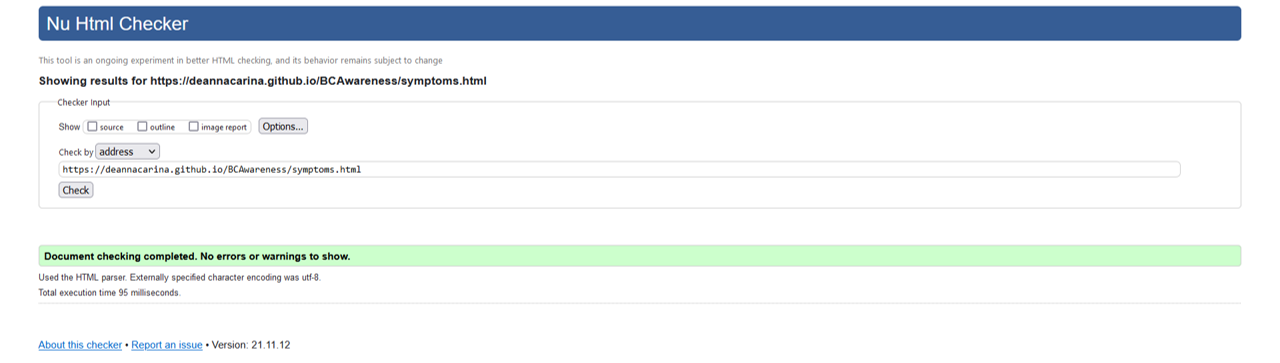 Nu Html Checker
This tool is an ongoing experiment in better HTML checking, and its behavior remains subject to change
Showing results for https://deannacarina.github.io/BCAwareness/symptoms.html
Checker Input
Show source outline image report Options...
Check by address
https://deannacarina.github.io/BCAwareness/symptoms.html
Check
Document checking completed. No errors or warnings to show.
Used the HTML parser. Externally specified character encoding was utf-8.
Total execution time 95 milliseconds.
About this checker • Report an issue • Version: 21.11.12